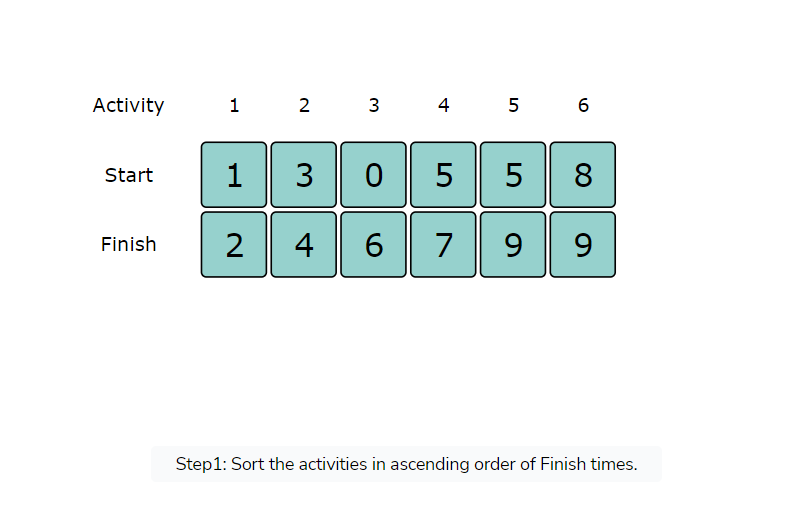 Activity 1 2 3 4 5 6
Start 1 3 0 5 5 8
Finish 2 4 6 7 9 9
Step1: Sort the activities in ascending order of Finish times.